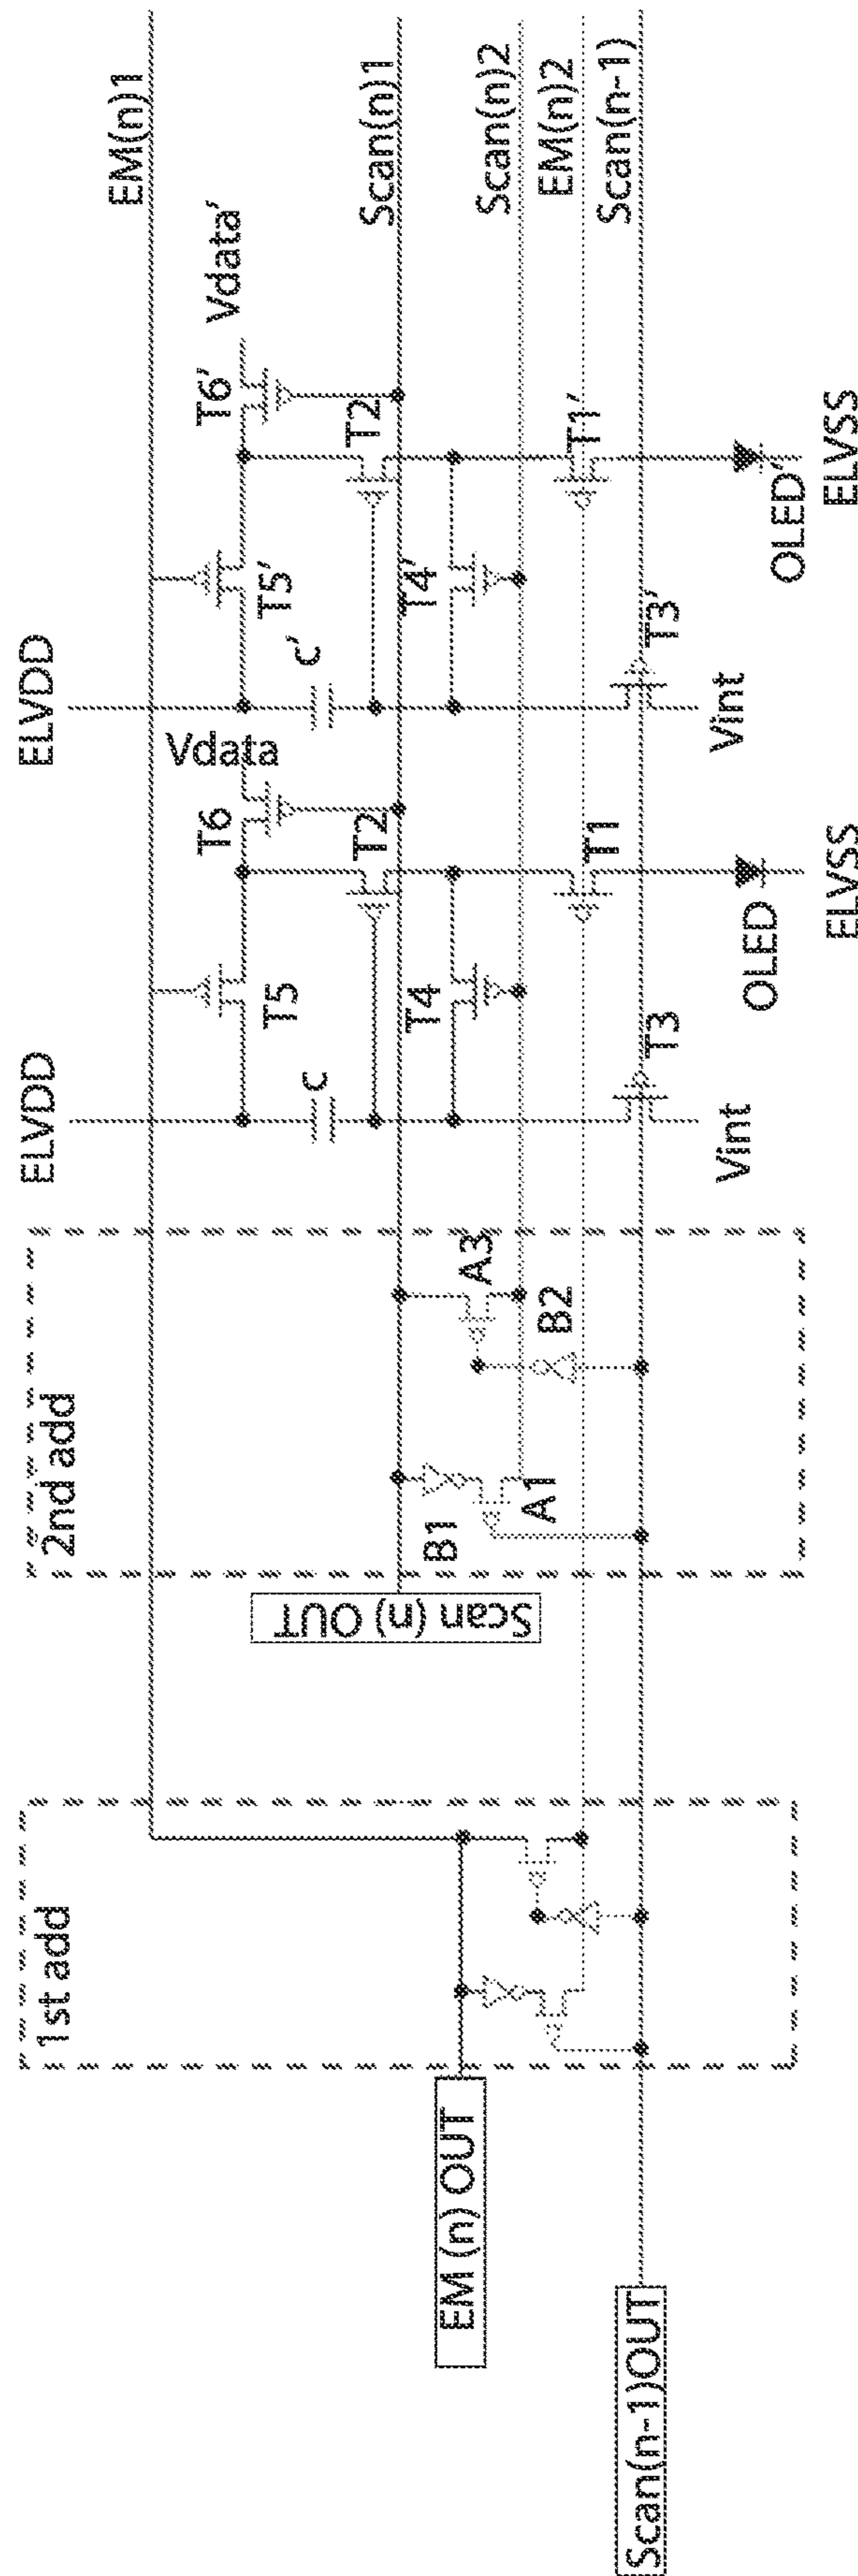 EM(n)1
Scan(n)1
Scan(n)2
EM(n)2
Scan(n-1)
Vdata'
T6'
T2
T1'
OLED'
ELVSS
T5'
T4'
T3'
ELVDD
c'
Vint
Vdata
T6
T2
T1
OLED
ELVSS
T5
T4
T3
ELVDD
c
Vint
2nd add
A3
B2
B1
A1
Scan (n) OUT
1st add
EM (n) OUT
Scan(n-1)OUT